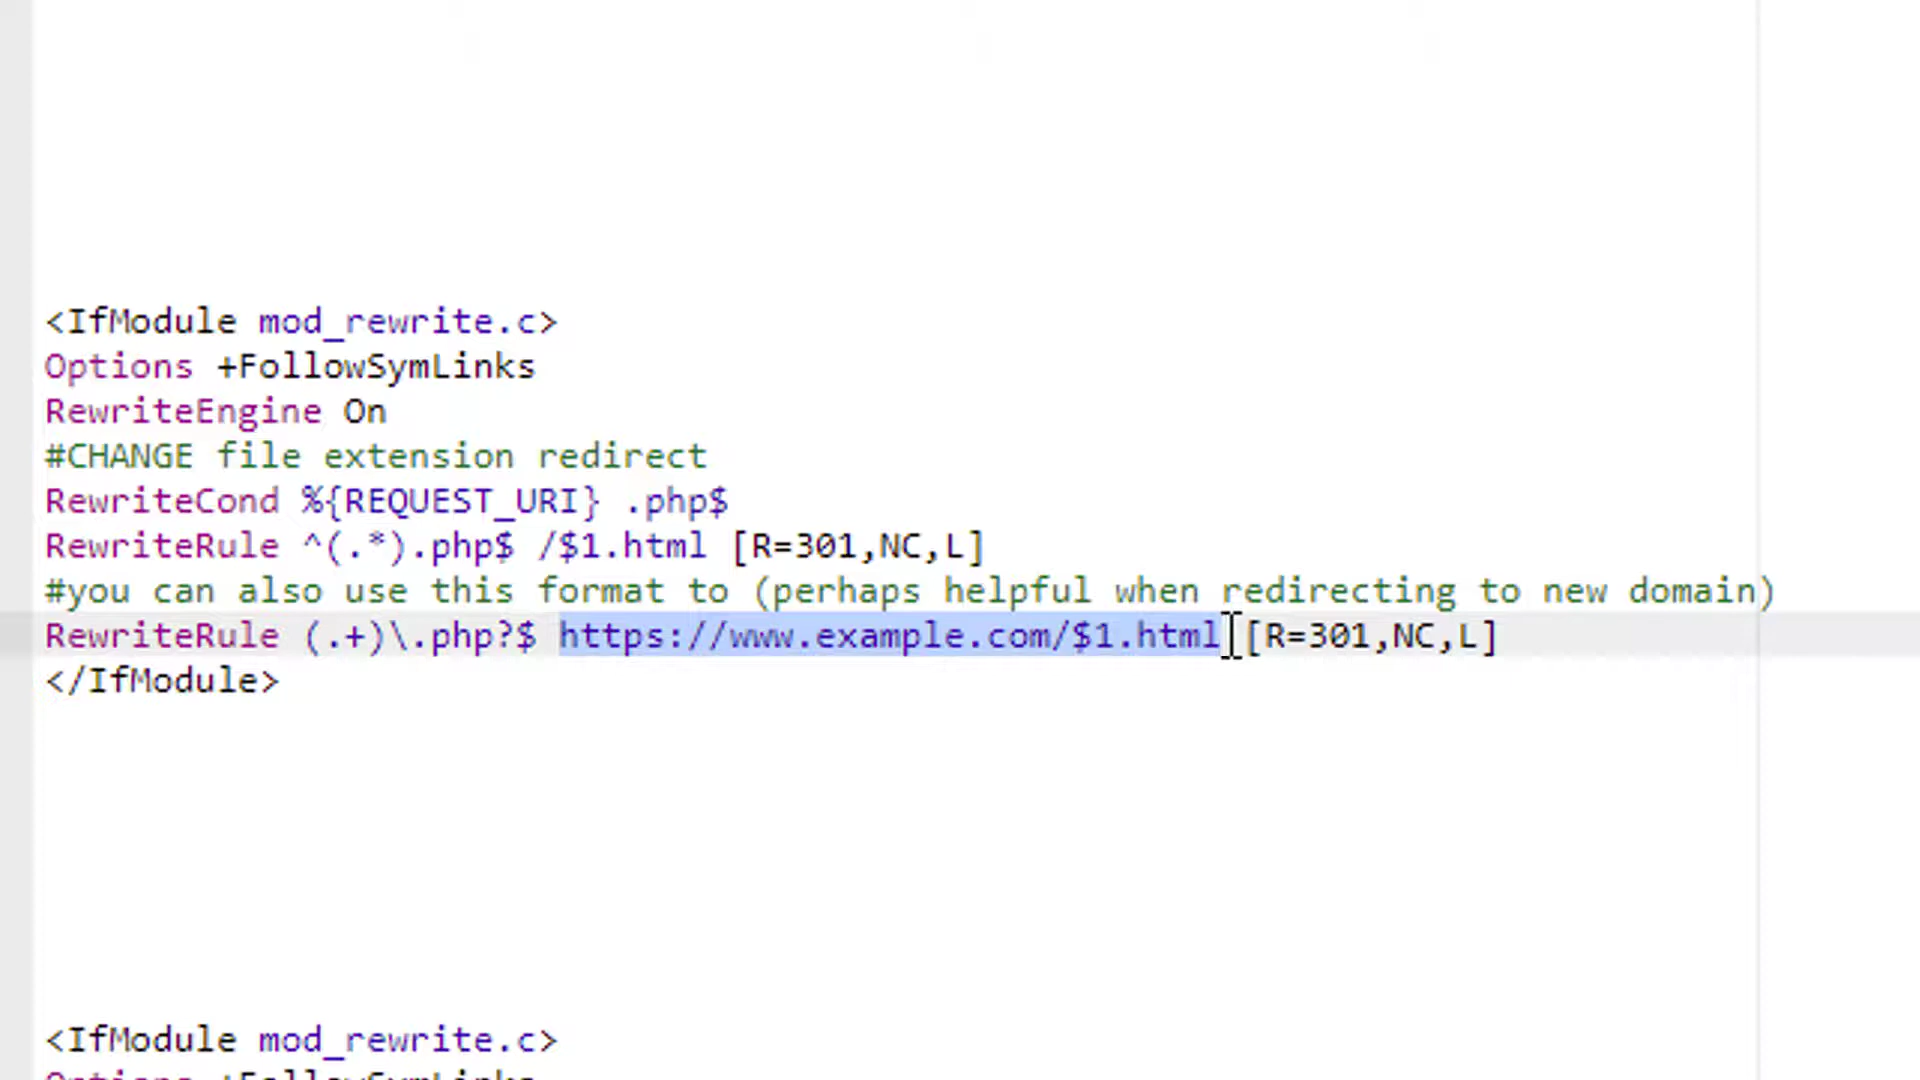 <IfModule mod_rewrite.c>
Options +FollowSymLinks
RewriteEngine On
#CHANGE file extension redirect
RewriteCond %{REQUEST_URI} .php$
RewriteRule ^(.*).php$ /$1.html [R=301,NC,L]
#you can also use this format to (perhaps helpful when redirecting to new domain)
RewriteRule (.+)\.php?$ https://www.example.com/$1.html [R=301,NC,L]
</IfModule>
<IfModule mod_rewrite.c>
Options +FollowSymLinks